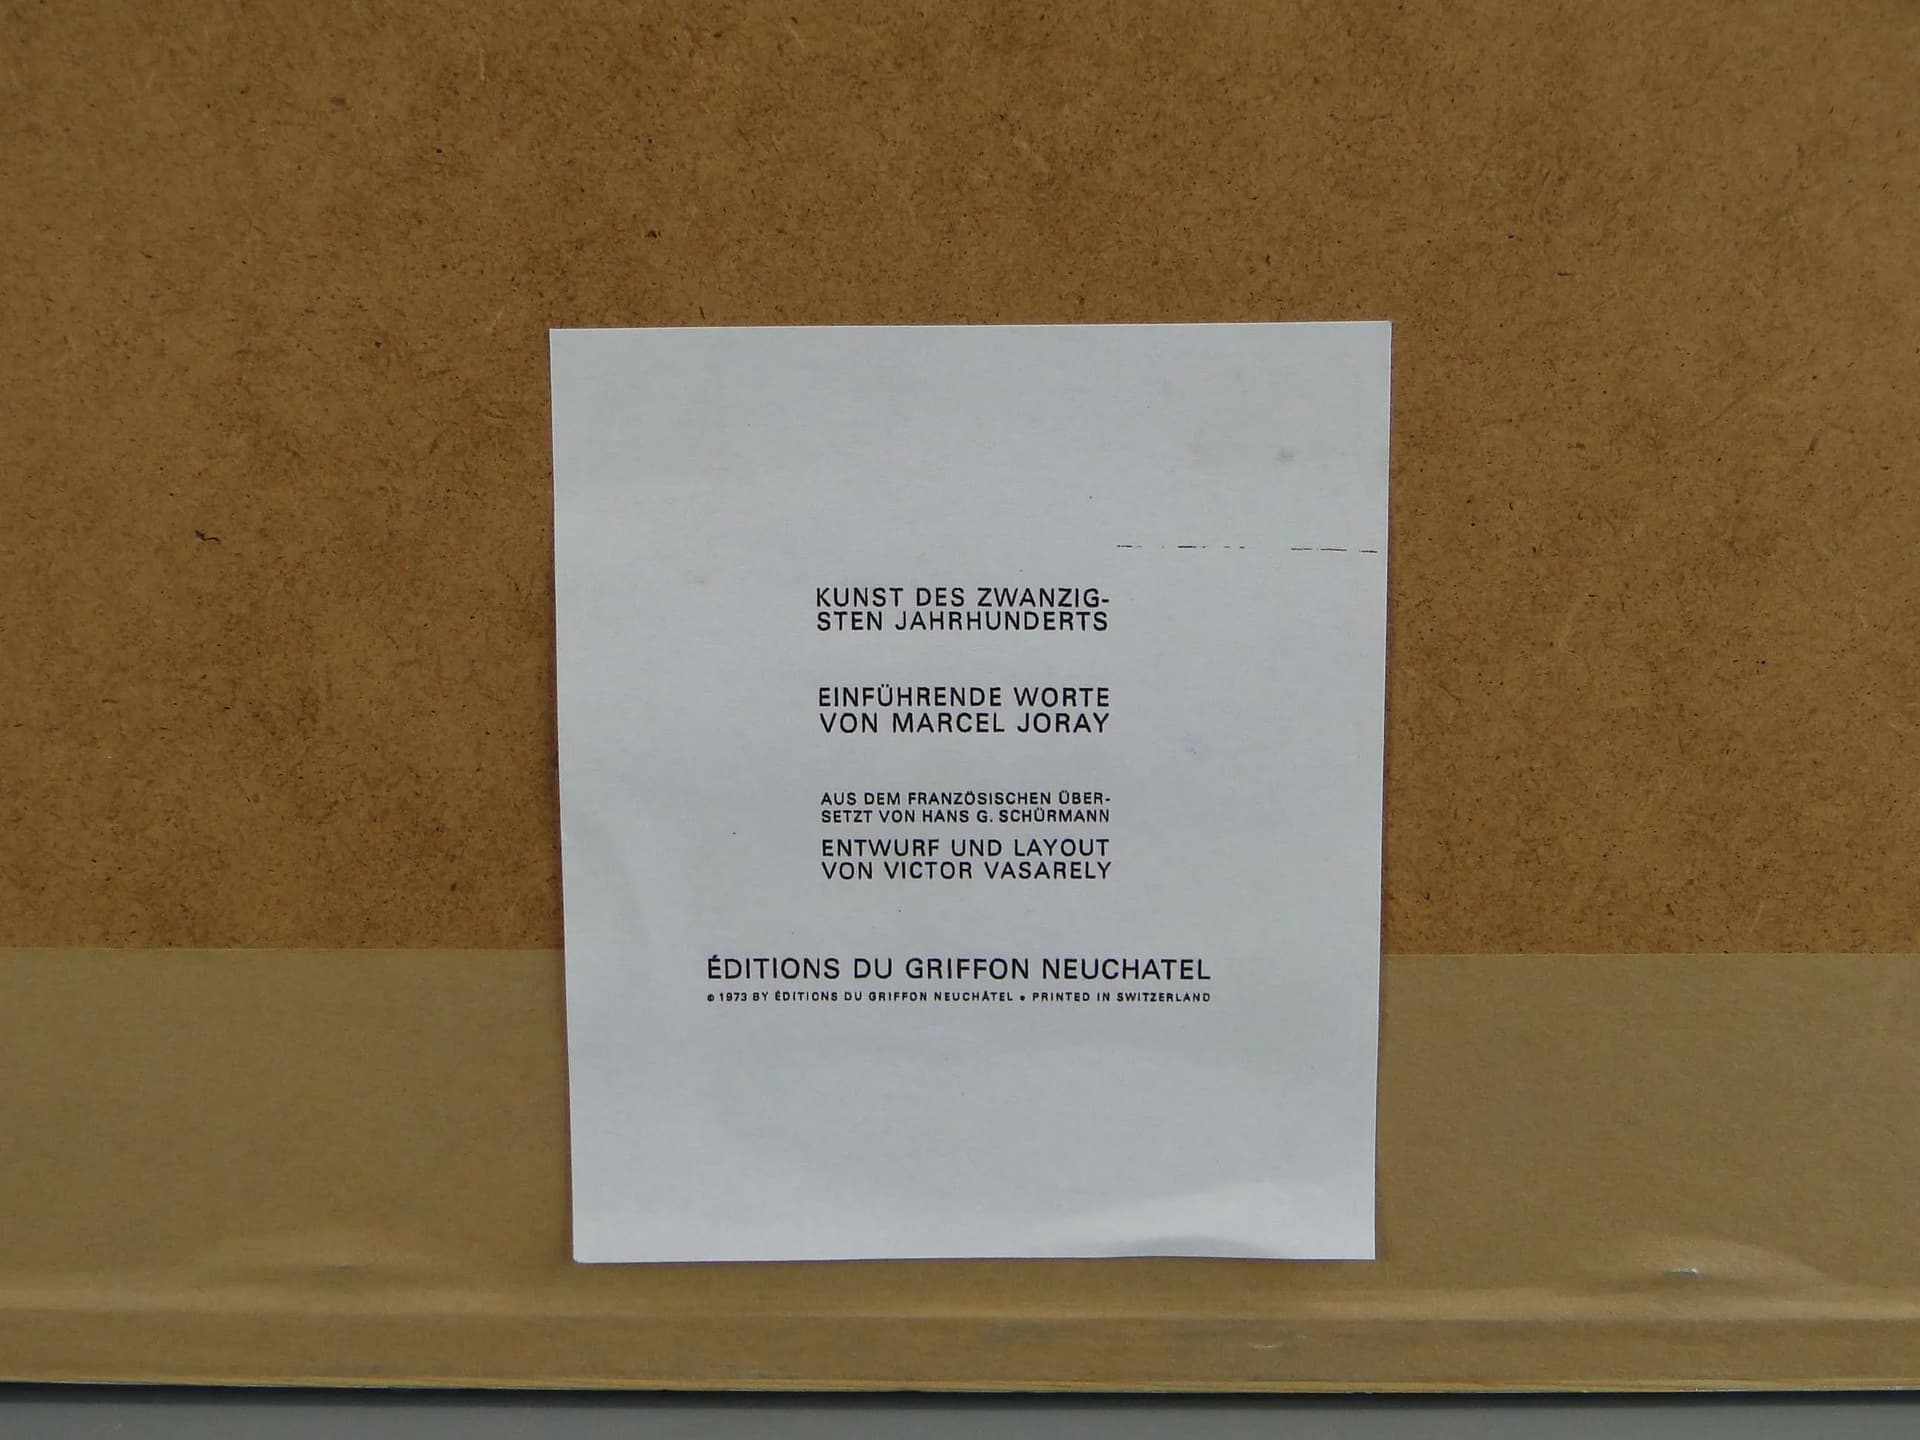 KUNST DES ZWANZIG-
STEN JAHRHUNDERTS
EINFÜHRENDE WORTE
VON MARCEL JORAY
AUS DEM FRANZÖSISCHEN ÜBER-
SETZT VON HANS G. SCHÜRMANN
ENTWURF UND LAYOUT
VON VICTOR VASARELY
ÉDITIONS DU GRIFFON NEUCHATEL
© 1973 BY ÉDITIONS DU GRIFFON NEUCHÂTEL • PRINTED IN SWITZERLAND